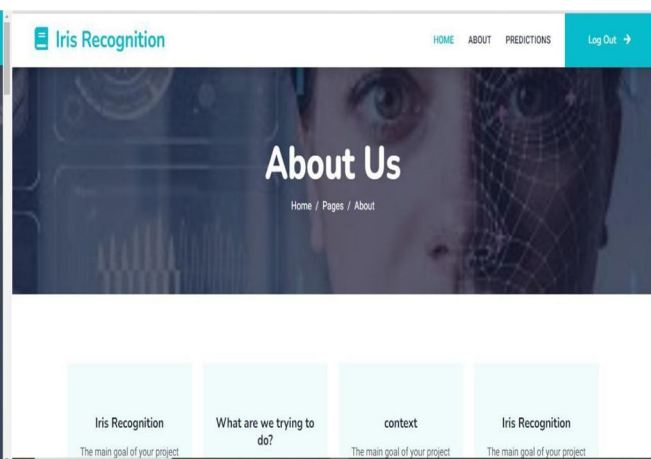 Iris Recognition
HOME ABOUT PREDICTIONS Log Out
About Us
Home / Pages / About
Iris Recognition
The main goal of your project
What are we trying to
do?
context
The main goal of your project
Iris Recognition
The main goal of your project